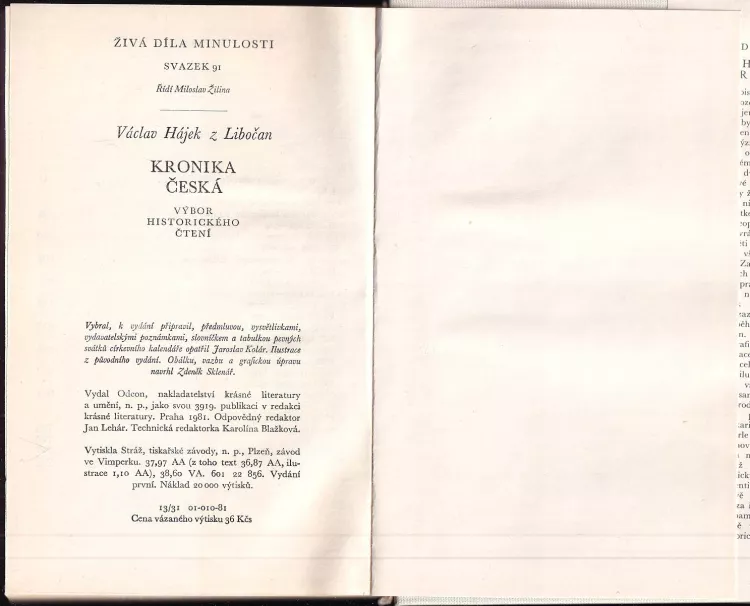 ŽIVÁ DÍLA MINULOSTI
SVAZEK 91
Řídí Miloslav Žilina
Václav Hájek z Libočan
KRONIKA
ČESKÁ
VÝBOR
HISTORICKÉHO
ČTENÍ
Vybral, k vydání připravil, předmluvou, vysvětlivkami,
vydavatelskými poznámkami, slovníčkem a tabulkou pevných
svátků církevního kalendáře opatřil Jaroslav Kolár. Ilustrace
z původního vydání. Obálku, vazbu a grafickou úpravu
navrhl Zdeněk Sklenář.
Vydal Odeon, nakladatelství krásné literatury
a umění, n. p., jako svou 3919. publikaci v redakci
krásné literatury. Praha 1981. Odpovědný redaktor
Jan Lehár. Technická redaktorka Karolína Blažková.
Vytiskla Stráž, tiskařské závody, n. p., Plzeň, závod
ve Vimperku. 37,97 AA (z toho text 36,87 AA, ilu-
strace 1,10 AA), 38,60 VA. 601 22 856. Vydání
první. Náklad 20 000 výtisků.
13/31 01-010-81
Cena vázaného výtisku 36 Kčs